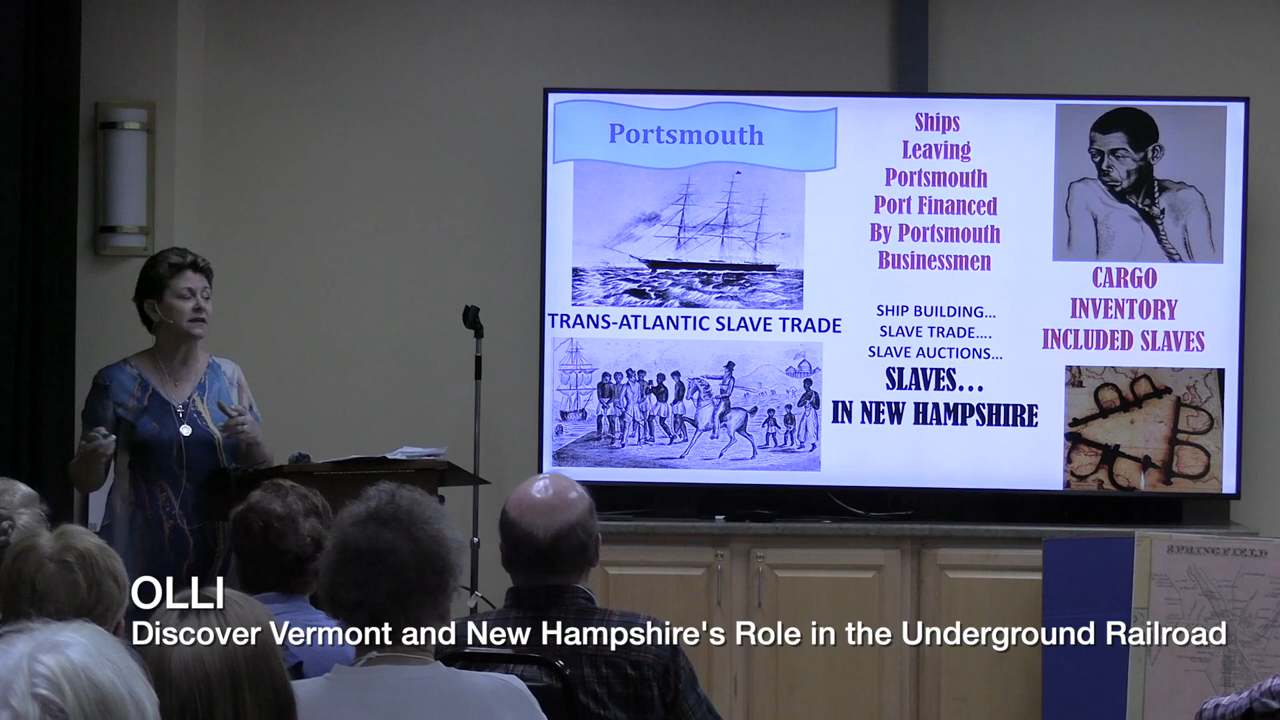 Portsmouth
TRANS-ATLANTIC SLAVE TRADE
Ships
Leaving
Portsmouth
Port Financed
By Portsmouth
Businessmen
SHIP BUILDING...
SLAVE TRADE....
SLAVE AUCTIONS...
SLAVES...
IN NEW HAMPSHIRE
CARGO
INVENTORY
INCLUDED SLAVES
SPRINGFIELD
OLLI
Discover Vermont and New Hampshire's Role in the Underground Railroad